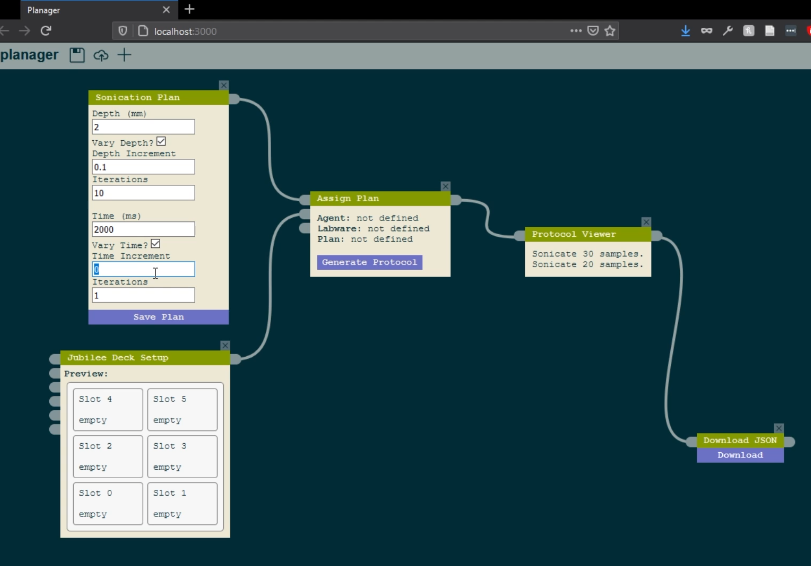 Planager
localhost:3000
planager
Sonication Plan
Depth (mm)
2
Vary Depth?
Depth Increment
0.1
Iterations
10
Time (ms)
2000
Vary Time?
Time Increment
0
Iterations
1
Save Plan
Assign Plan
Agent: not defined
Labware: not defined
Plan: not defined
Generate Protocol
Protocol Viewer
Sonicate 30 samples.
Sonicate 20 samples.
Jubilee Deck Setup
Preview:
Slot 4
Slot 5
empty
empty
Slot 2
Slot 3
empty
empty
Slot 0
Slot 1
empty
empty
Download JSON
Download